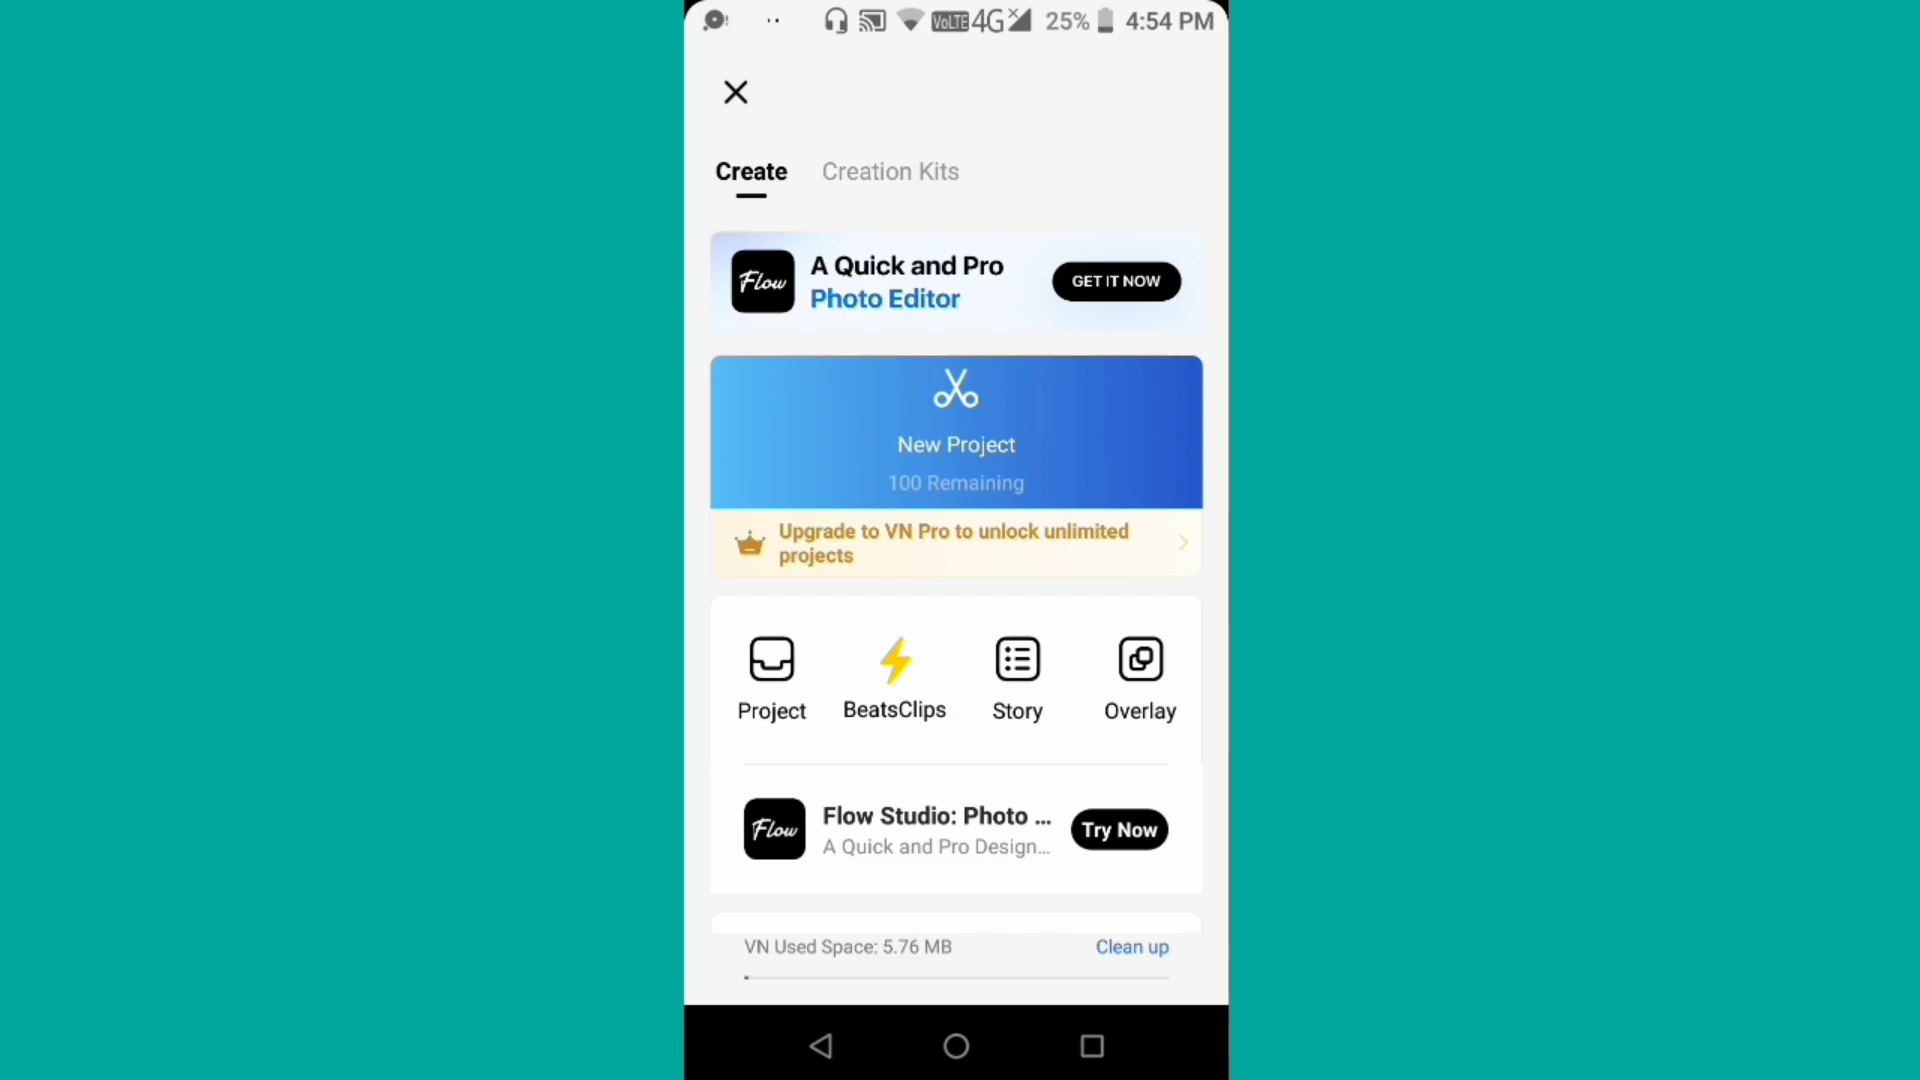 VoLTE 4G 25% 4:54 PM
Create Creation Kits
Flow
A Quick and Pro
Photo Editor
GET IT NOW
New Project
100 Remaining
Upgrade to VN Pro to unlock unlimited
projects
Project BeatsClips Story Overlay
Flow
Flow Studio: Photo ...
A Quick and Pro Design...
Try Now
VN Used Space: 5.76 MB Clean up